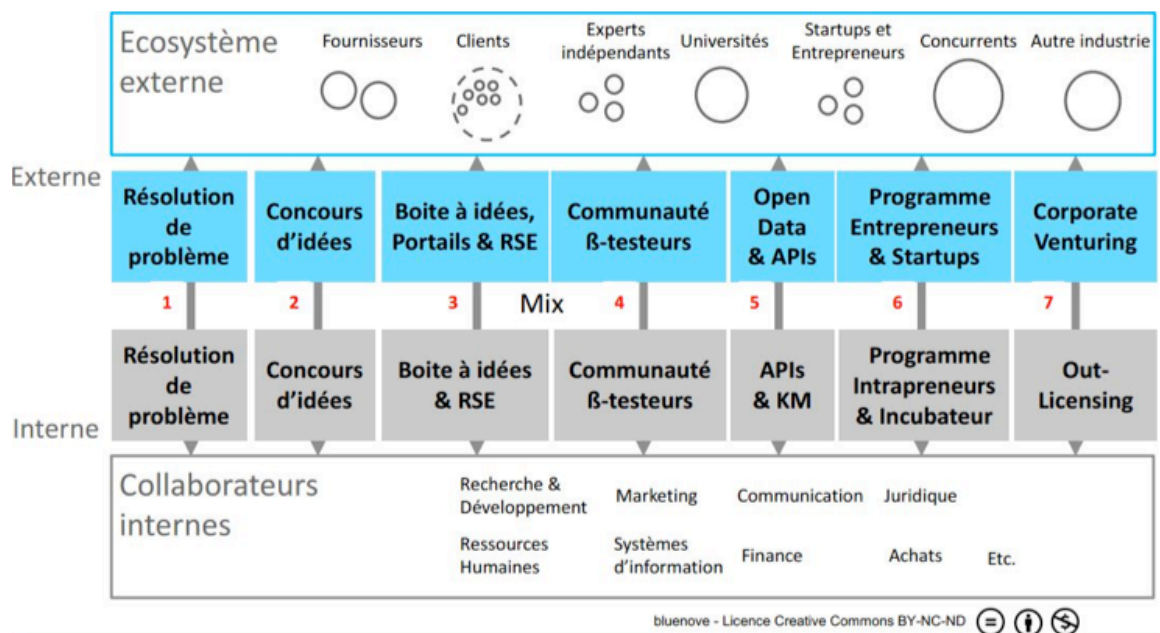 Ecosystème
externe
Fournisseurs
Clients
Experts
indépendants
Universités
Startups et
Entrepreneurs
Concurrents
Autre industrie
Externe
Résolution
de
problème
Concours
d'idées
Boite à idées,
Portails & RSE
Communauté
ß-testeurs
Open
Data
& APIs
Programme
Entrepreneurs
& Startups
Corporate
Venturing
1
2
3
Mix
4
5
6
7
Résolution
de
problème
Concours
d'idées
Boite à idées
& RSE
Communauté
ß-testeurs
APIs
& KM
Programme
Intrapreneurs
& Incubateur
Out-
Licensing
Interne
Collaborateurs
internes
Recherche &
Développement
Marketing
Communication
Juridique
Ressources
Humaines
Systèmes
d'information
Finance
Achats
Etc.
bluenove - Licence Creative Commons BY-NC-ND